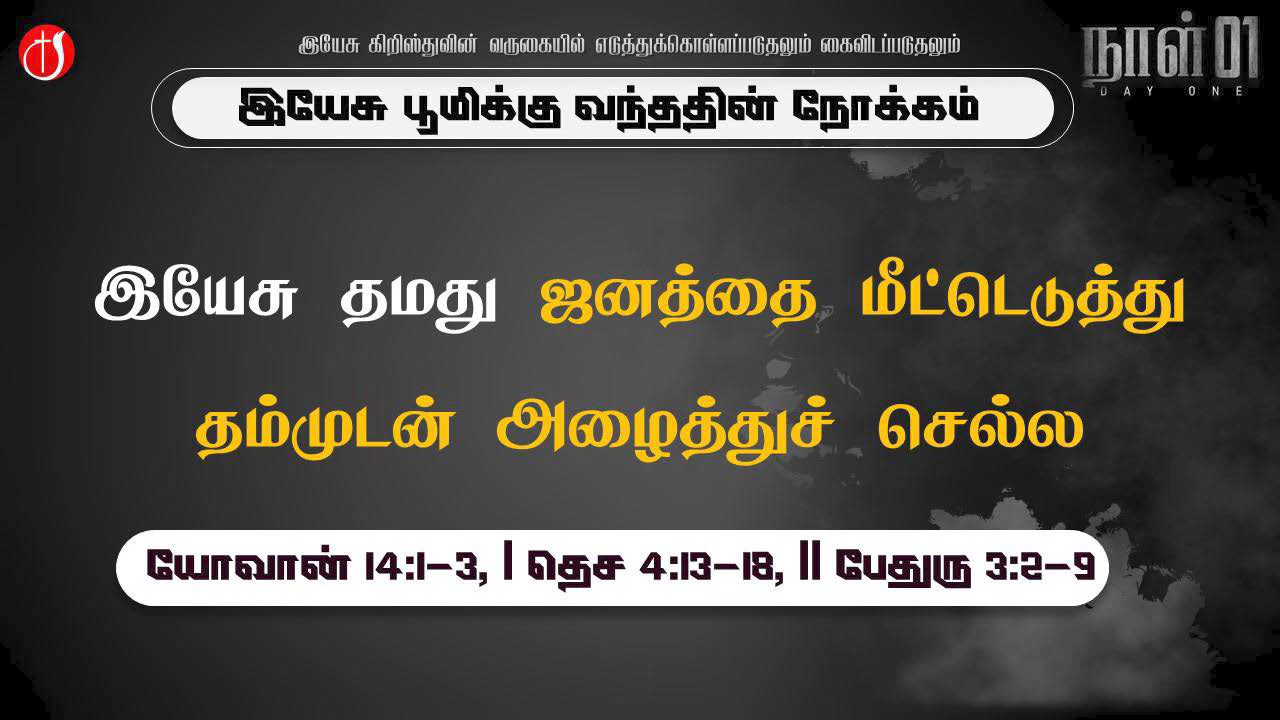 இயேசு கிறிஸ்துவின் வருகையில் எடுத்துக்கொள்ளப்படுதலும் கைவிடப்படுதலும்
நாள் 01
DAY ONE
இயேசு பூமிக்கு வந்ததின் நோக்கம்
இயேசு தமது ஜனத்தை மீட்டெடுத்து
தம்முடன் அழைத்துச் செல்ல
யோவான் 14:1-3, I தெச 4:13-18, II பேதுரு 3:2-9